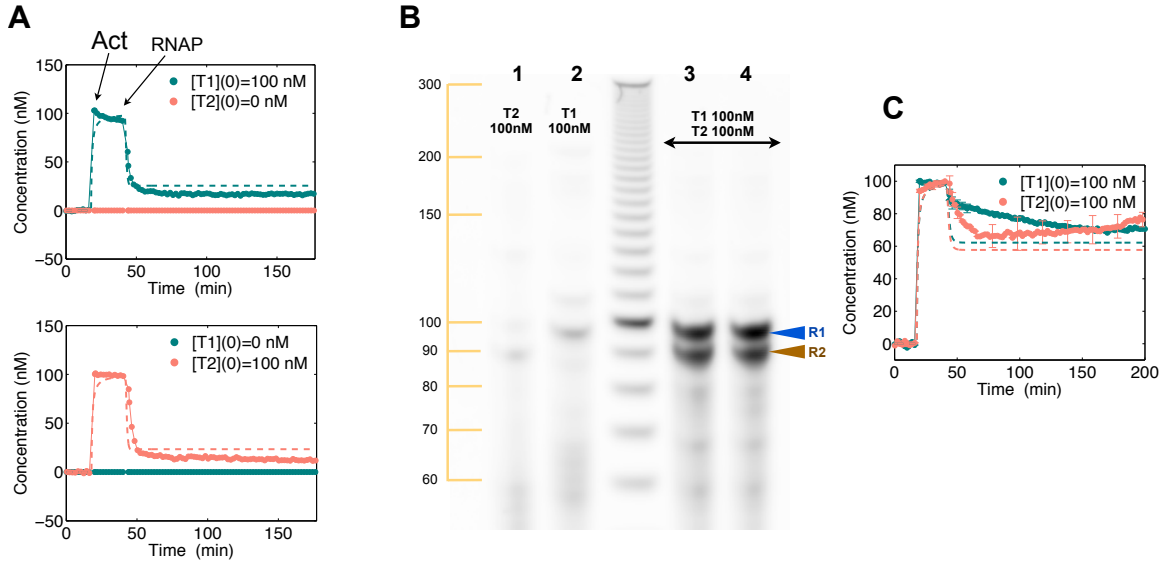 A
Act
RNAP
[T1](0)=100 nM
[T2](0)=0 nM
Concentration (nM)
150
100
50
0
−50
0
50
100
150
Time (min)
[T1](0)=0 nM
[T2](0)=100 nM
Concentration (nM)
150
100
50
0
−50
0
50
100
150
Time (min)
B
1
2
3
4
T2
100nM
T1
100nM
T1 100nM
T2 100nM
300
200
150
100
90
80
70
60
R1
R2
C
[T1](0)=100 nM
[T2](0)=100 nM
Concentration (nM)
100
80
60
40
20
0
0
50
100
150
200
Time (min)